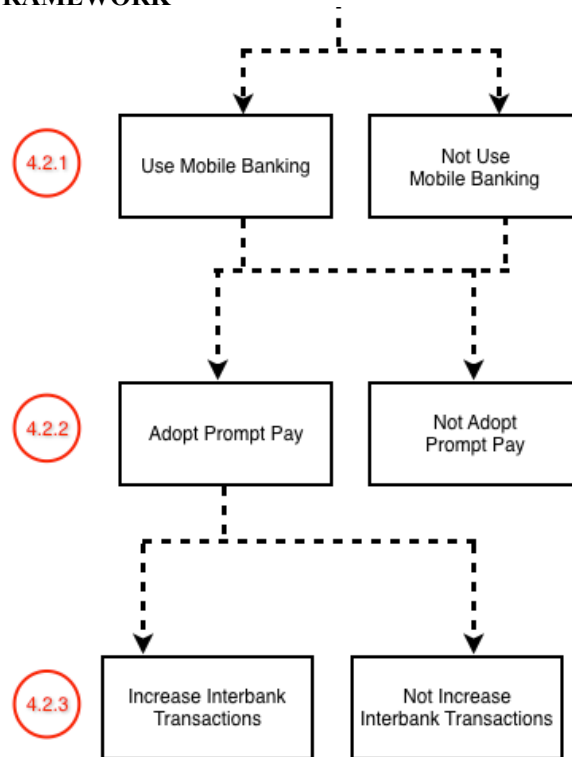 RAMEWORK
4.2.1
Use Mobile Banking
Not Use
Mobile Banking
4.2.2
Adopt Prompt Pay
Not Adopt
Prompt Pay
4.2.3
Increase Interbank
Transactions
Not Increase
Interbank Transactions